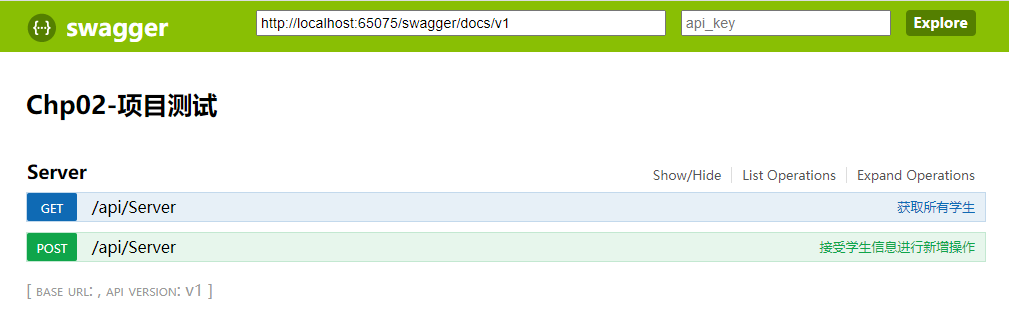 {··} swagger http://localhost:65075/swagger/docs/v1 api_key Explore
Chp02-项目测试
Server Show/Hide List Operations Expand Operations
GET /api/Server 获取所有学生
POST /api/Server 接受学生信息进行新增操作
[ BASE URL: , API VERSION: v1 ]